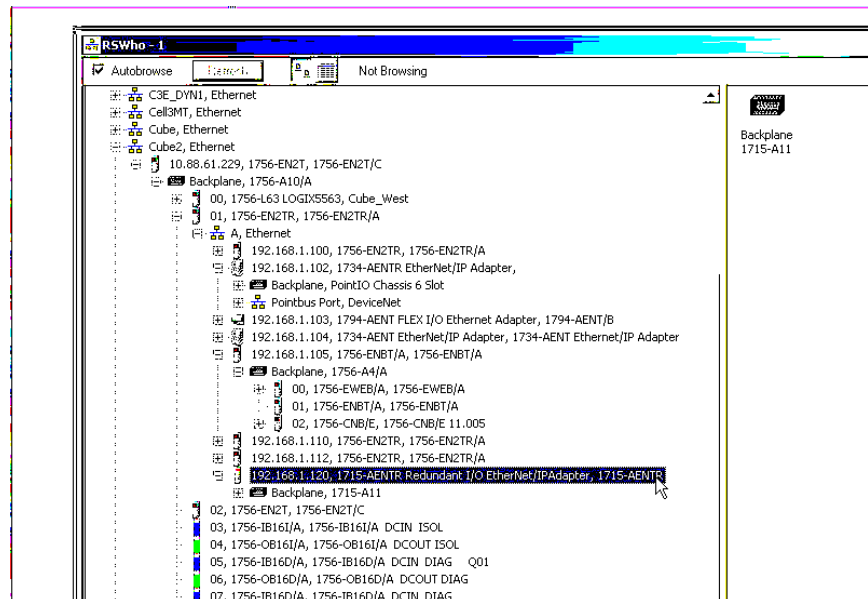 RSWho - 1
Autobrowse
Not Browsing
C3E_DYN1, Ethernet
Cell3MT, Ethernet
Cube, Ethernet
Cube2, Ethernet
10.88.61.229, 1756-EN2T, 1756-EN2T/C
Backplane, 1756-A10/A
00, 1756-L63 LOGIX5563, Cube_West
01, 1756-EN2TR, 1756-EN2TR/A
A, Ethernet
192.168.1.100, 1756-EN2TR, 1756-EN2TR/A
192.168.1.102, 1734-AENTR EtherNet/IP Adapter,
Backplane, PointIO Chassis 6 Slot
Pointbus Port, DeviceNet
192.168.1.103, 1794-AENT FLEX I/O Ethernet Adapter, 1794-AENT/B
192.168.1.104, 1734-AENT EtherNet/IP Adapter, 1734-AENT Ethernet/IP Adapter
192.168.1.105, 1756-ENBT/A, 1756-ENBT/A
Backplane, 1756-A4/A
00, 1756-EWEB/A, 1756-EWEB/A
01, 1756-ENBT/A, 1756-ENBT/A
02, 1756-CNB/E, 1756-CNB/E 11.005
192.168.1.110, 1756-EN2TR, 1756-EN2TR/A
192.168.1.112, 1756-EN2TR, 1756-EN2TR/A
192.168.1.120, 1715-AENTR Redundant I/O EtherNet/IPAdapter, 1715-AENTR
Backplane, 1715-A11
02, 1756-EN2T, 1756-EN2T/C
03, 1756-IB16I/A, 1756-IB16I/A DCIN ISOL
04, 1756-OB16I/A, 1756-OB16I/A DCOUT ISOL
05, 1756-IB16D/A, 1756-IB16D/A DCIN DIAG Q01
06, 1756-OB16D/A, 1756-OB16D/A DCOUT DIAG
07, 1756-IB16D/A, 1756-IB16D/A DCIN DIAG
Backplane
1715-A11